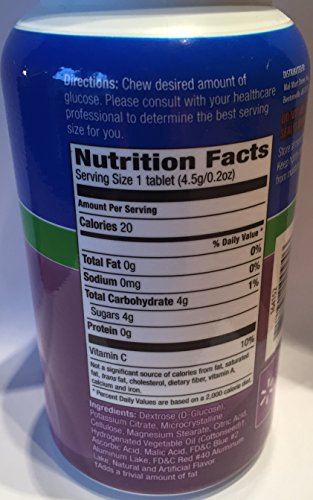 Directions: Chew desired amount of
glucose. Please consult with your healthcare
professional to determine the best serving
size for you.
Nutrition Facts
Serving Size 1 tablet (4.5g/0.2oz)
Amount Per Serving
Calories 20
% Daily Value*
Total Fat 0g 0%
Sodium 0mg 0%
Total Carbohydrate 4g 1%
Sugars 4g
Protein 0g
Vitamin C 10%
Not a significant source of calories from fat, saturated
fat, trans fat, cholesterol, dietary fiber, vitamin A,
calcium and iron.
* Percent Daily Values are based on a 2,000 calorie diet.
Ingredients: Dextrose (D-Glucose),
Potassium Citrate, Microcrystalline
Cellulose, Magnesium Stearate, Citric Acid,
Hydrogenated Vegetable Oil (Cottonseed)†,
Ascorbic Acid, Malic Acid, FD&C Blue #2
Aluminum Lake, FD&C Red #40 Aluminum
Lake, Natural and Artificial Flavor
†Adds a trivial amount of fat